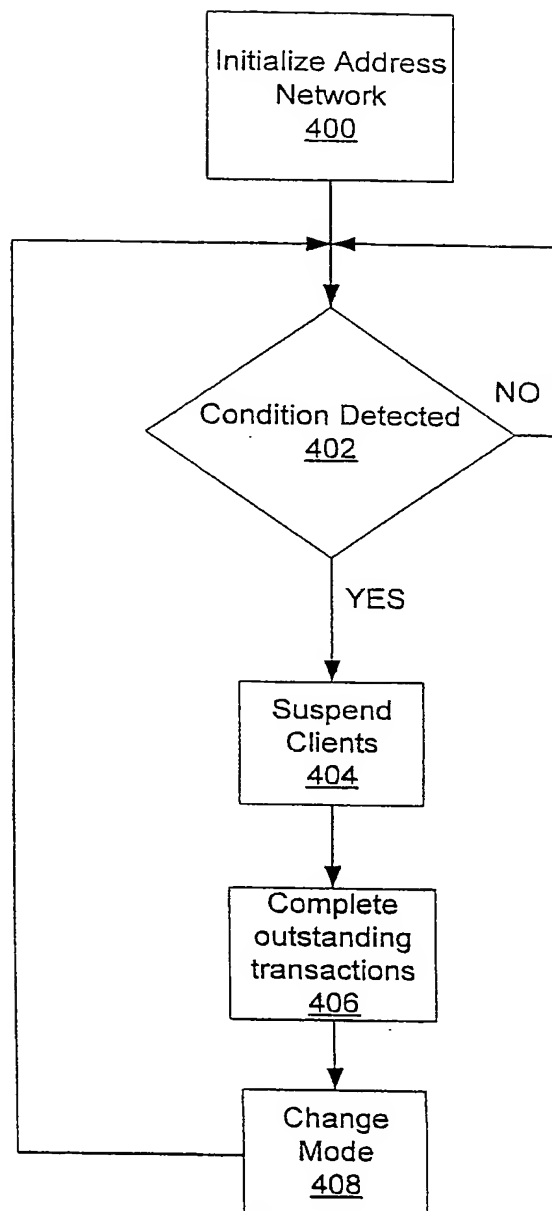 Initialize Address
Network
400
Condition Detected
402
NO
YES
Suspend
Clients
404
Complete
outstanding
transactions
406
Change
Mode
408